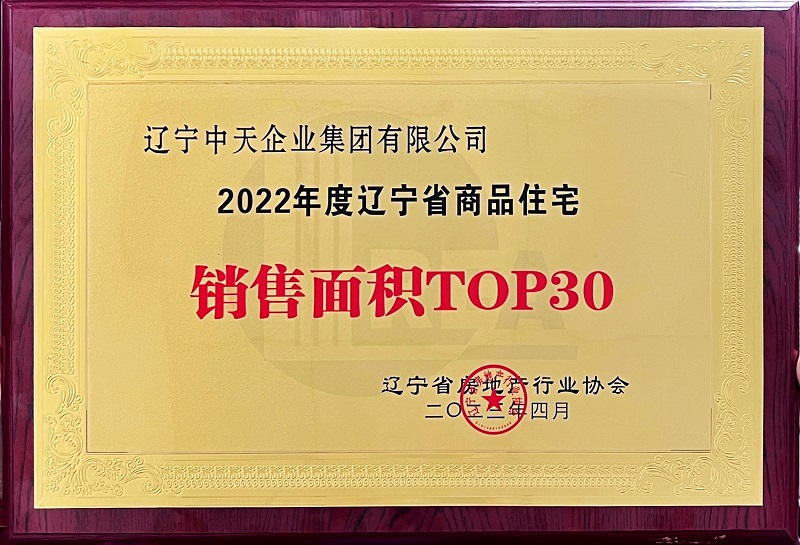 辽宁中天企业集团有限公司
2022年度辽宁省商品住宅
销售面积TOP30
辽宁省房地产行业协会
二〇二三年四月